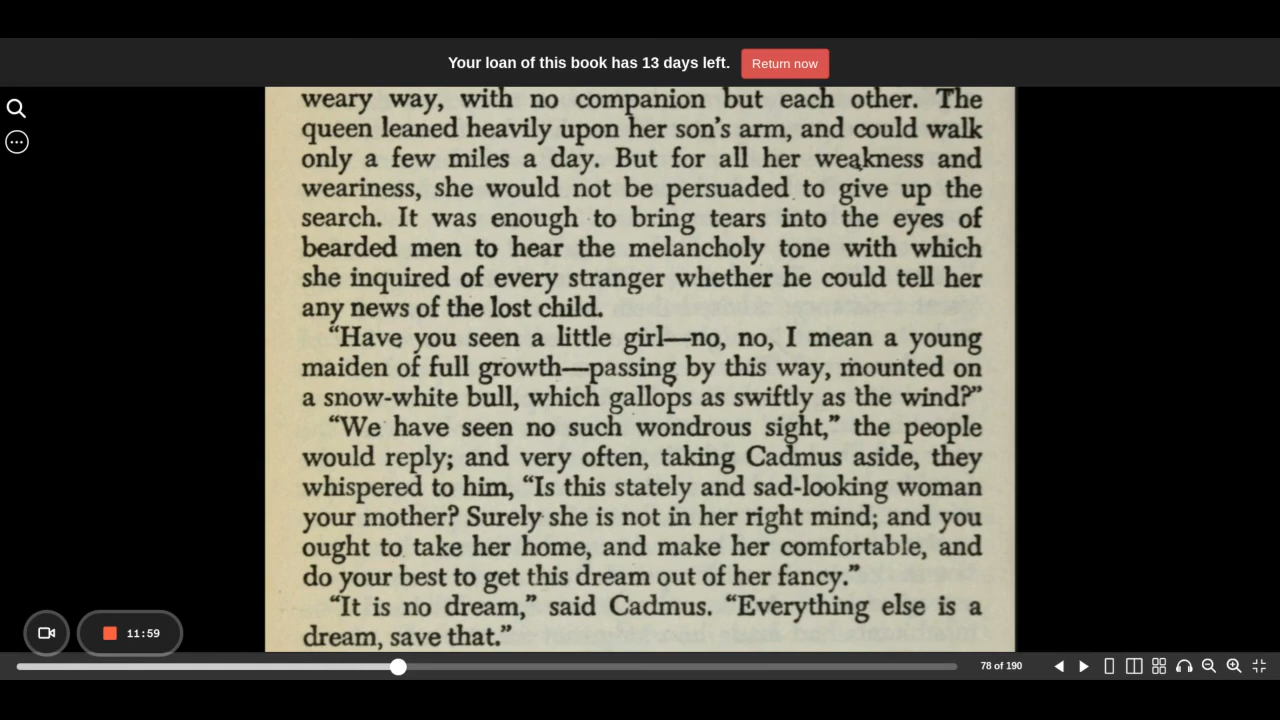 Your loan of this book has 13 days left. Return now
weary way, with no companion but each other. The
queen leaned heavily upon her son's arm, and could walk
only a few miles a day. But for all her weakness and
weariness, she would not be persuaded to give up the
search. It was enough to bring tears into the eyes of
bearded men to hear the melancholy tone with which
she inquired of every stranger whether he could tell her
any news of the lost child.
“Have you seen a little girl—no, no, I mean a young
maiden of full growth—passing by this way, mounted on
a snow-white bull, which gallops as swiftly as the wind?”
“We have seen no such wondrous sight,” the people
would reply; and very often, taking Cadmus aside, they
whispered to him, “Is this stately and sad-looking woman
your mother? Surely she is not in her right mind; and you
ought to take her home, and make her comfortable, and
do your best to get this dream out of her fancy.”
“It is no dream,” said Cadmus. “Everything else is a
dream, save that.”
11:59
78 of 190